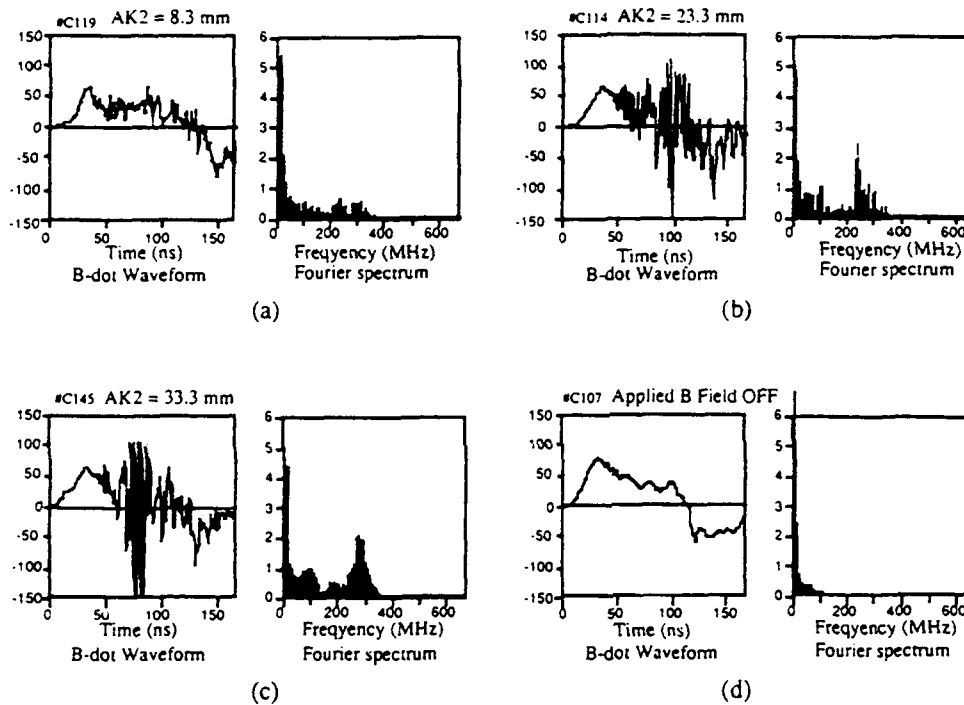 #C119 AK2 = 8.3 mm
150
100
50
0
-50
-100
-150
0 50 100 150
Time (ns)
B-dot Waveform
6
5
4
3
2
1
0
0 200 400 600
Freqyency (MHz)
Fourier spectrum
(a)
#C114 AK2 = 23.3 mm
150
100
50
0
-50
-100
-150
0 50 100 150
Time (ns)
B-dot Waveform
6
5
4
3
2
1
0
0 200 400 600
Freqyency (MHz)
Fourier spectrum
(b)
#C145 AK2 = 33.3 mm
150
100
50
0
-50
-100
-150
0 50 100 150
Time (ns)
B-dot Waveform
6
5
4
3
2
1
0
0 200 400 600
Freqyency (MHz)
Fourier spectrum
(c)
#C107 Applied B Field OFF
150
100
50
0
-50
-100
-150
0 50 100 150
Time (ns)
B-dot Waveform
6
5
4
3
2
1
0
0 200 400 600
Freqyency (MHz)
Fourier spectrum
(d)